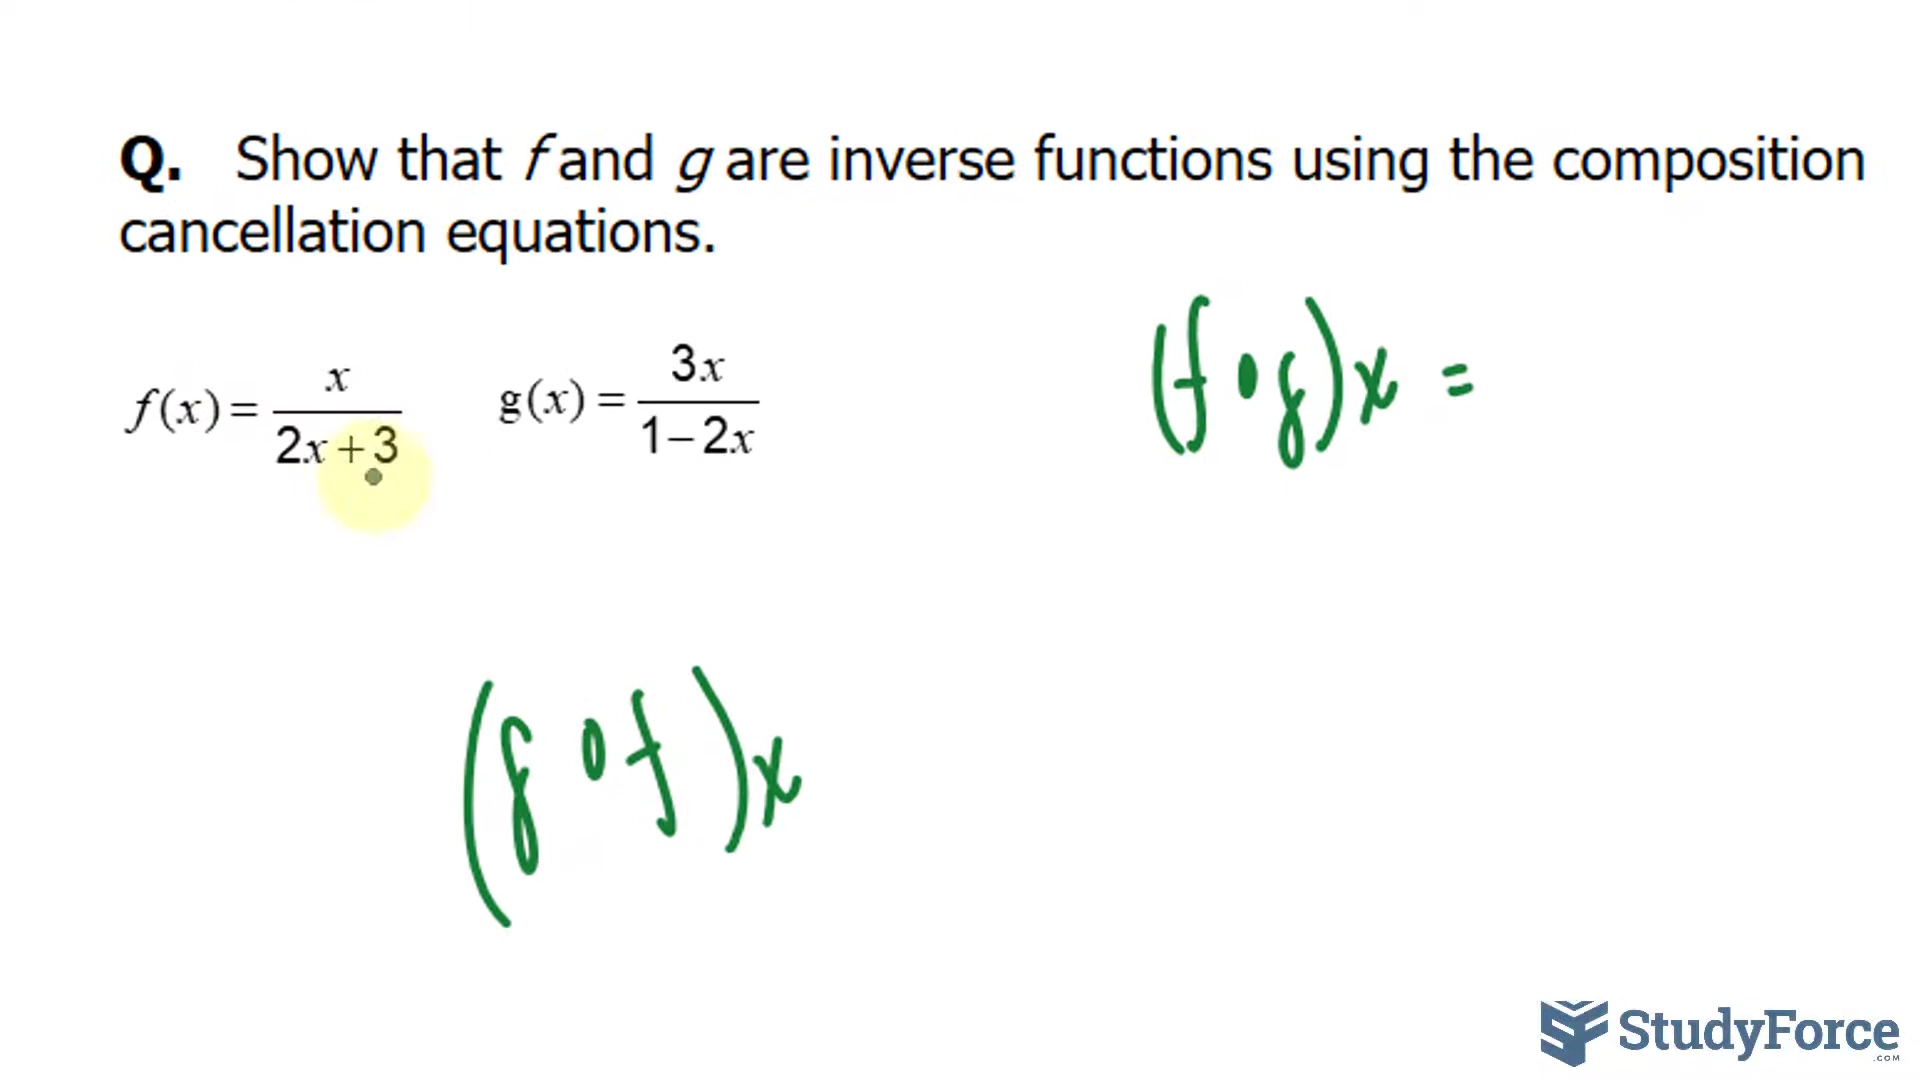 Q. Show that f and g are inverse functions using the composition
cancellation equations.
f(x) = x / (2x + 3)   g(x) = 3x / (1 − 2x)
(f ∘ g)x =
(g ∘ f)x
StudyForce
.COM